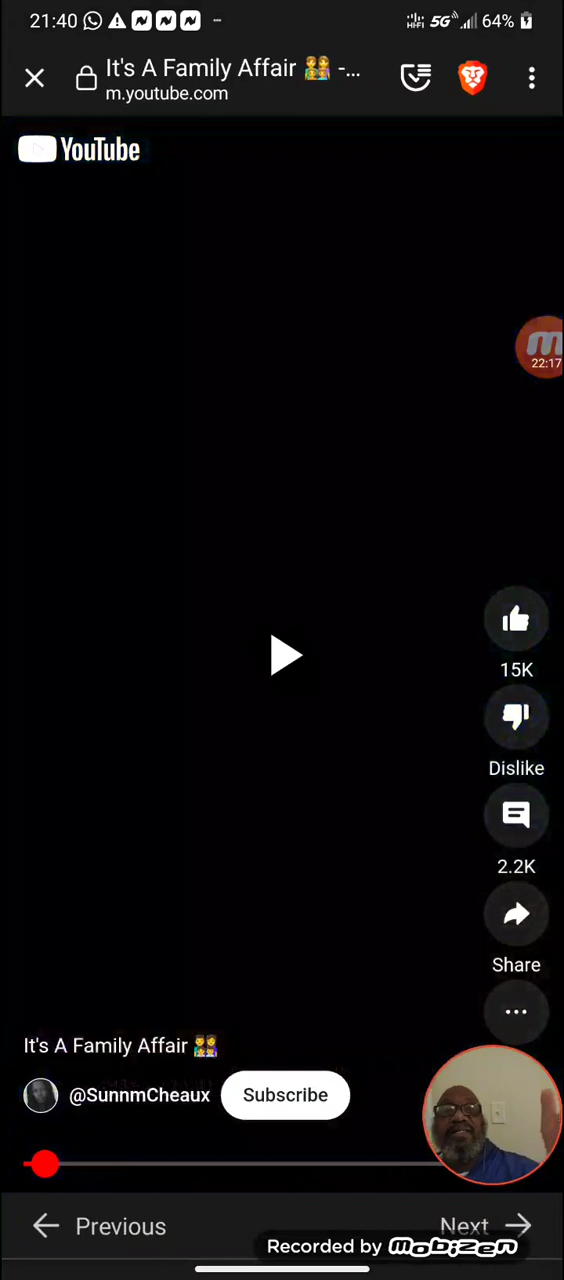 21:40
5G 64%
It's A Family Affair 👨‍👩‍👧‍👦 -...
m.youtube.com
YouTube
22:17
15K
Dislike
2.2K
Share
It's A Family Affair 👨‍👩‍👧‍👦
@SunnmCheaux
Subscribe
Previous
Next
Recorded by Mobizen